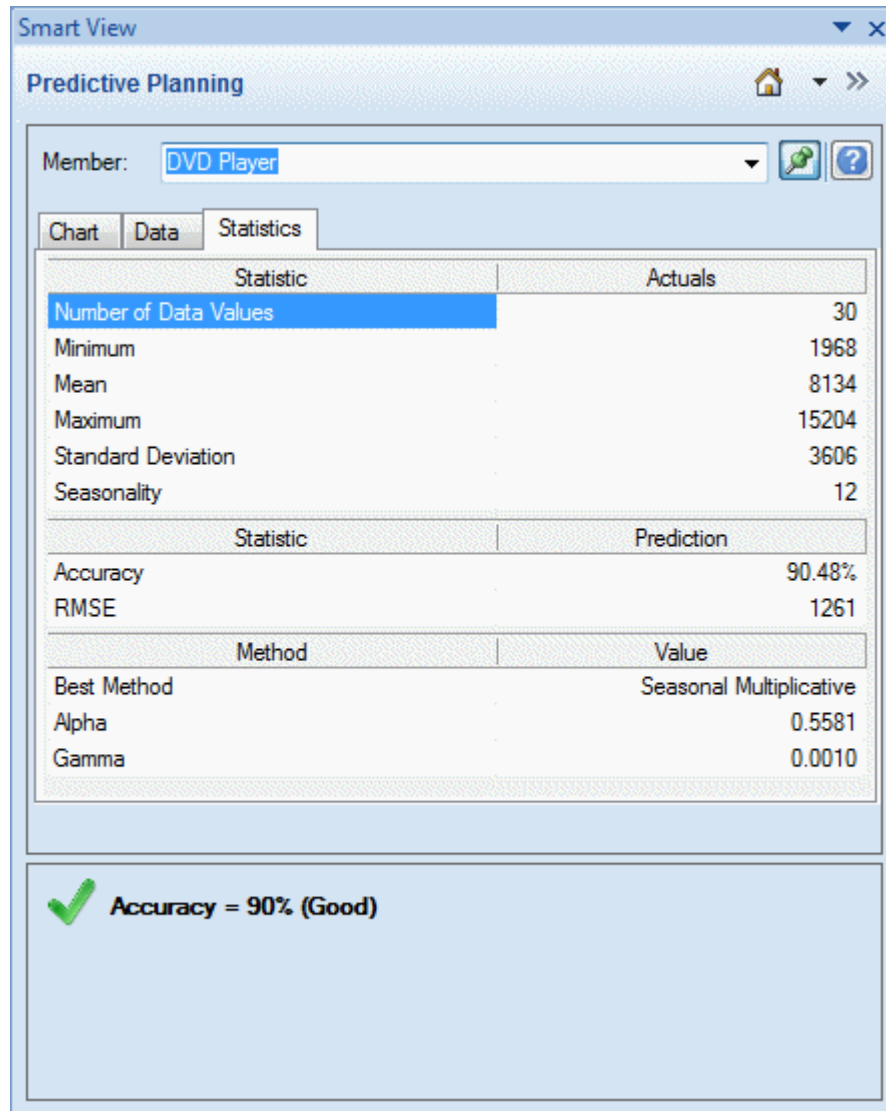 Smart View
Predictive Planning
Member: DVD Player
Chart Data Statistics
Statistic Actuals
Number of Data Values 30
Minimum 1968
Mean 8134
Maximum 15204
Standard Deviation 3606
Seasonality 12
Statistic Prediction
Accuracy 90.48%
RMSE 1261
Method Value
Best Method Seasonal Multiplicative
Alpha 0.5581
Gamma 0.0010
Accuracy = 90% (Good)